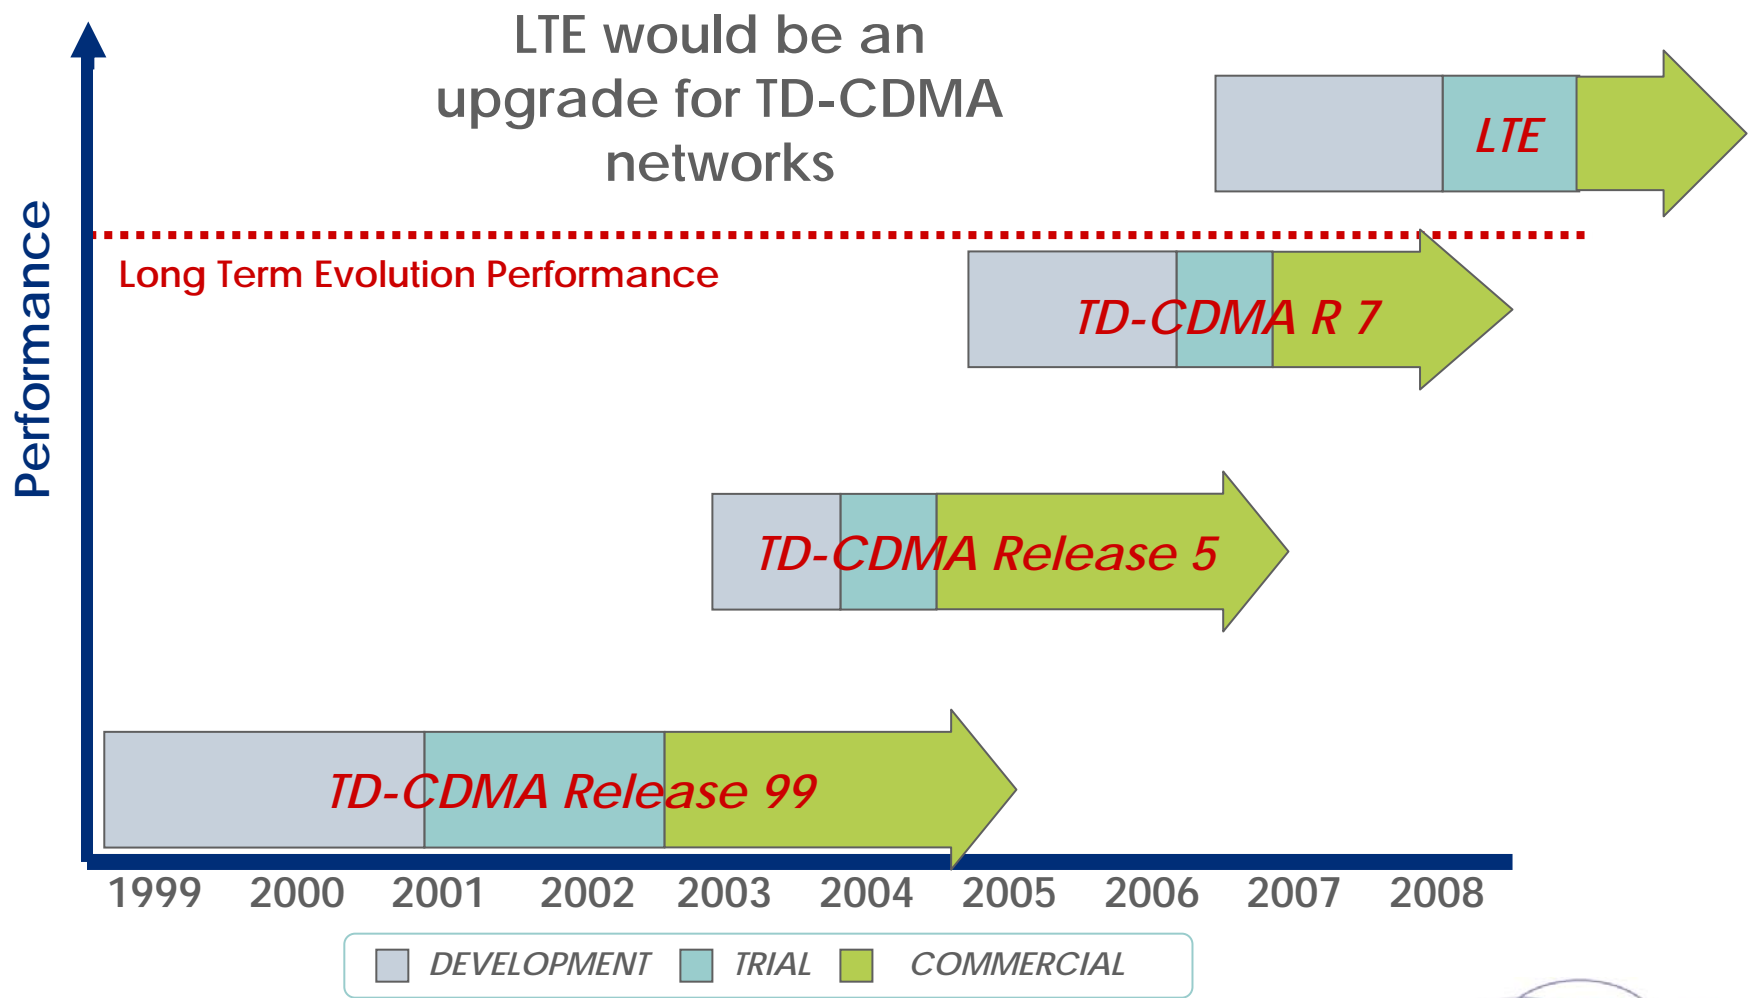 LTE would be an
upgrade for TD-CDMA
networks
LTE
Performance
Long Term Evolution Performance
TD-CDMA R 7
TD-CDMA Release 5
TD-CDMA Release 99
1999 2000 2001 2002 2003 2004 2005 2006 2007 2008
DEVELOPMENT TRIAL COMMERCIAL